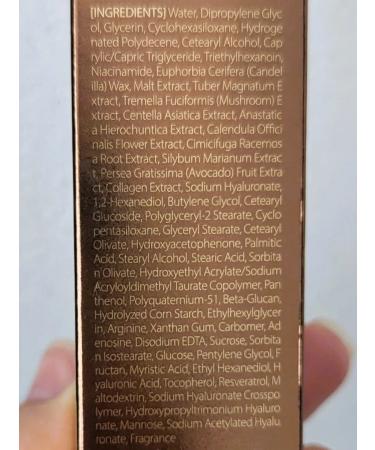 [INGREDIENTS] Water, Dipropylene Glyc
ol, Glycerin, Cyclohexasiloxane, Hydroge
nated Polydecene, Cetearyl Alcohol, Cap
rylic/Capric Triglyceride, Triethylhexanoin,
Niacinamide, Euphorbia Cerifera (Candel
illa) Wax, Malt Extract, Tuber Magnatum E
xtract, Tremella Fuciformis (Mushroom) E
xtract, Centella Asiatica Extract, Anastatic
a Hierochuntica Extract, Calendula Offici
nalis Flower Extract, Cimicifuga Racemos
a Root Extract, Silybum Marianum Extrac
t, Persea Gratissima (Avocado) Fruit Extra
ct, Collagen Extract, Sodium Hyaluronate,
1,2-Hexanediol, Butylene Glycol, Cetearyl
Glucoside, Polyglyceryl-2 Stearate, Cyclo
pentasiloxane, Glyceryl Stearate, Cetearyl
Olivate, Hydroxyacetophenone, Palmitic
Acid, Stearyl Alcohol, Stearic Acid, Sorbita
n Olivate, Hydroxyethyl Acrylate/Sodium
Acryloyldimethyl Taurate Copolymer, Pan
thenol, Polyquaternium-51, Beta-Glucan,
Hydrolyzed Corn Starch, Ethylhexylglyc
erin, Arginine, Xanthan Gum, Carbomer, Ad
enosine, Disodium EDTA, Sucrose, Sorbita
n Isostearate, Glucose, Pentylene Glycol, F
ructan, Myristic Acid, Ethyl Hexanediol, H
yaluronic Acid, Tocopherol, Resveratrol, M
altodextrin, Sodium Hyaluronate Crosspo
lymer, Hydroxypropyltrimonium Hyaluro
nate, Mannose, Sodium Acetylated Hyalu
ronate, Fragrance